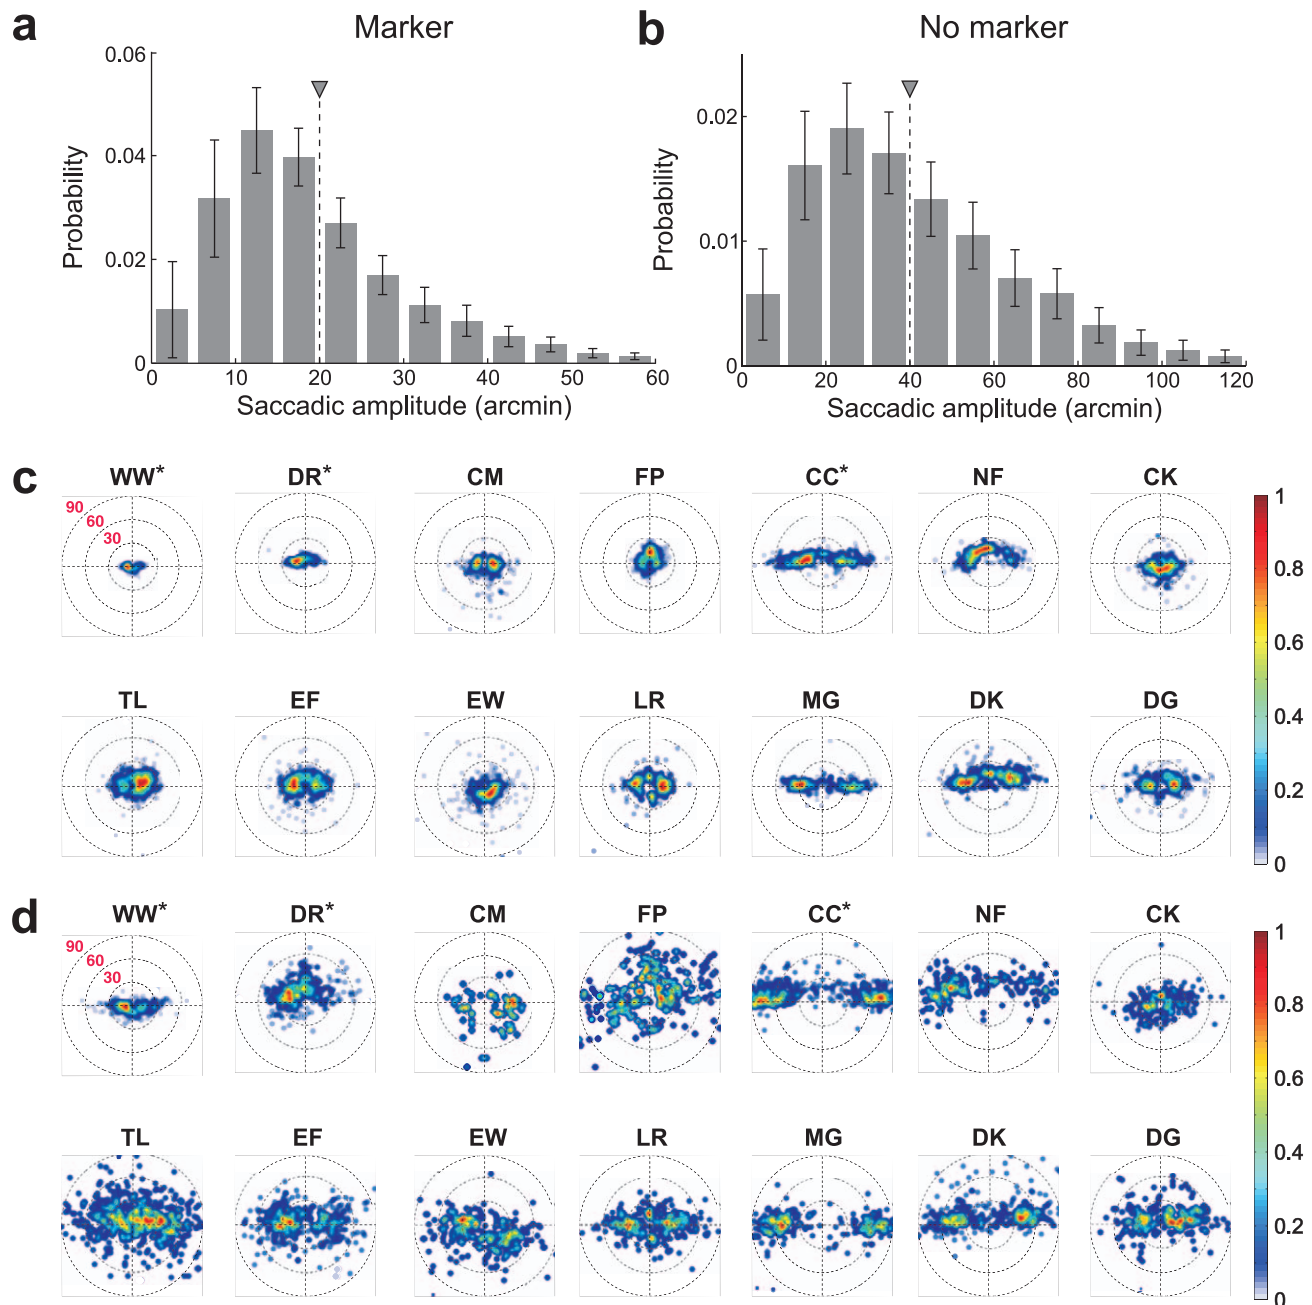 a Marker
0.06
0.04
0.02
0
Probability
0 10 20 30 40 50 60
Saccadic amplitude (arcmin)
b No marker
0.02
0.01
0
Probability
0 20 40 60 80 100 120
Saccadic amplitude (arcmin)
c WW* DR* CM FP CC* NF CK
90
60
30
TL EF EW LR MG DK DG
1
0.8
0.6
0.4
0.2
0
d WW* DR* CM FP CC* NF CK
90
60
30
TL EF EW LR MG DK DG
1
0.8
0.6
0.4
0.2
0